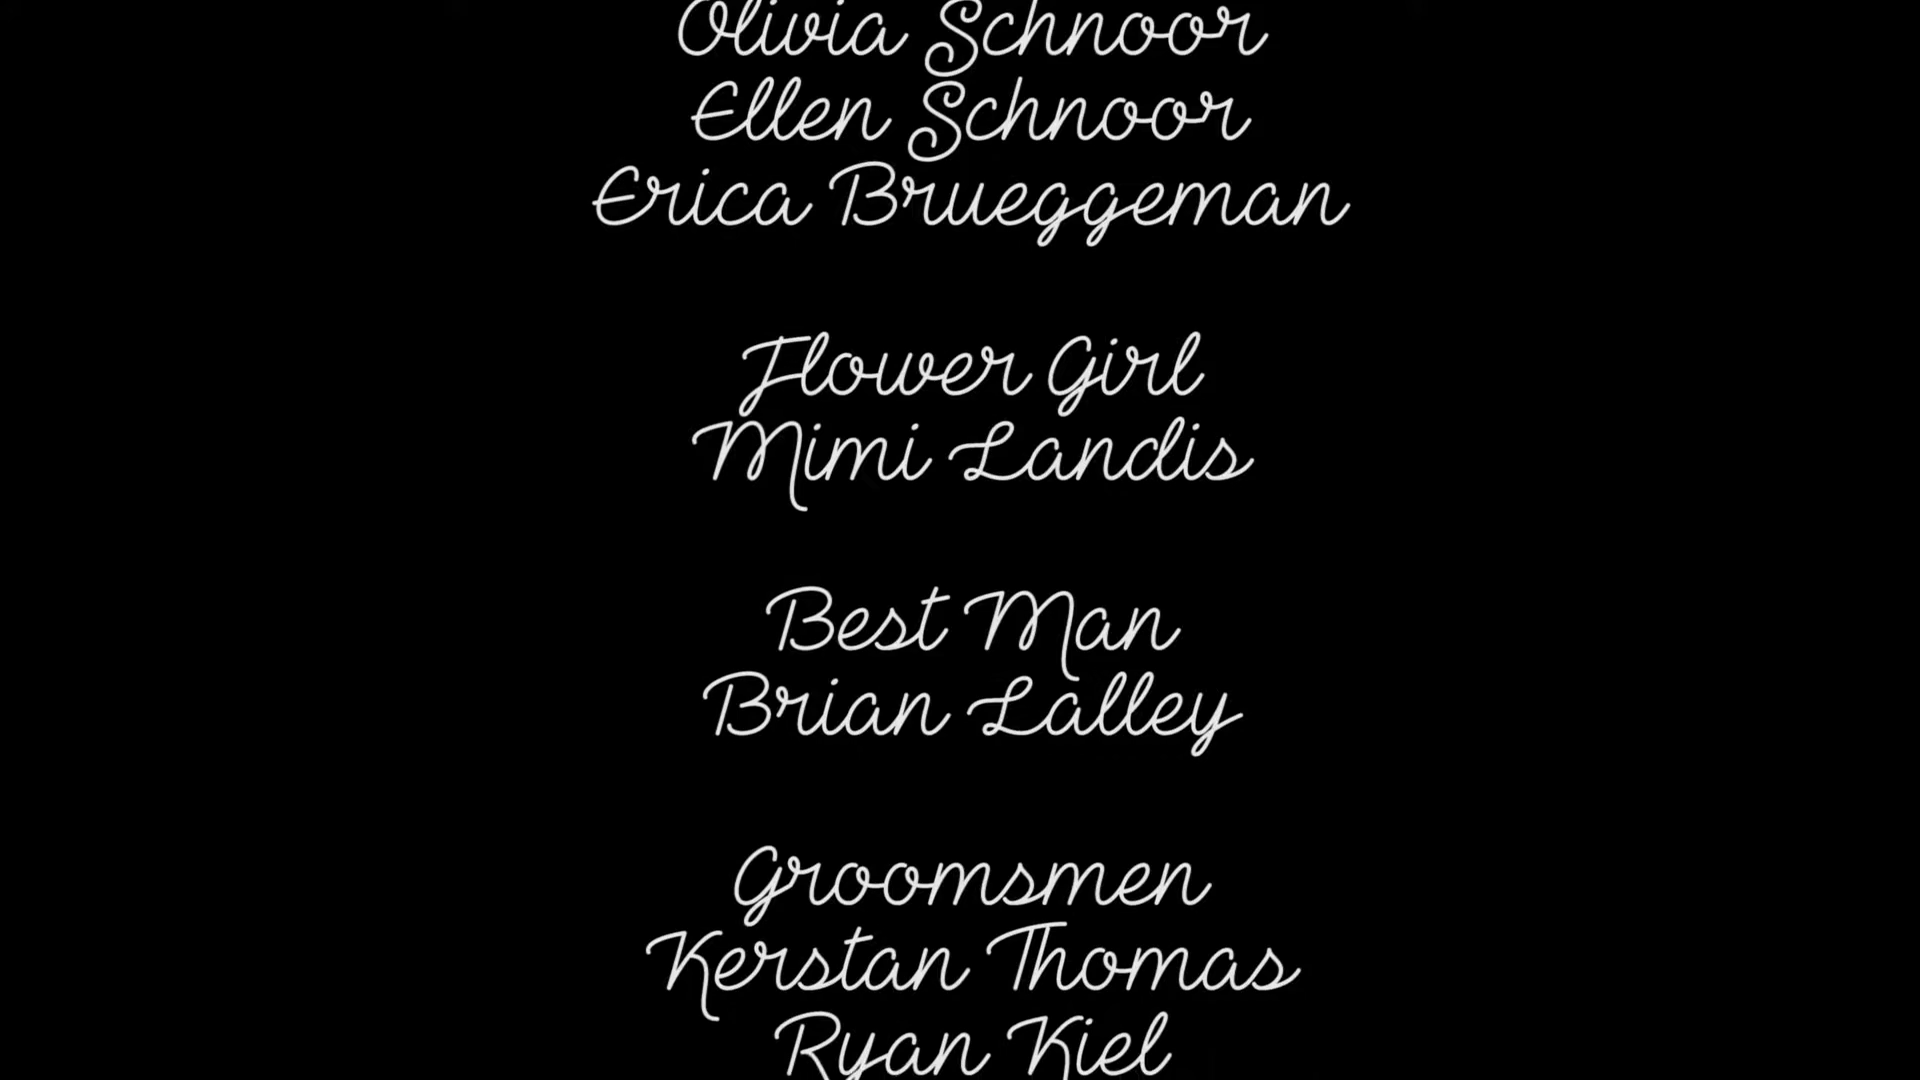 Olivia Schnoor
Ellen Schnoor
Erica Brueggeman
Flower Girl
Mimi Landis
Best Man
Brian Lalley
Groomsmen
Kerstan Thomas
Ryan Kiel